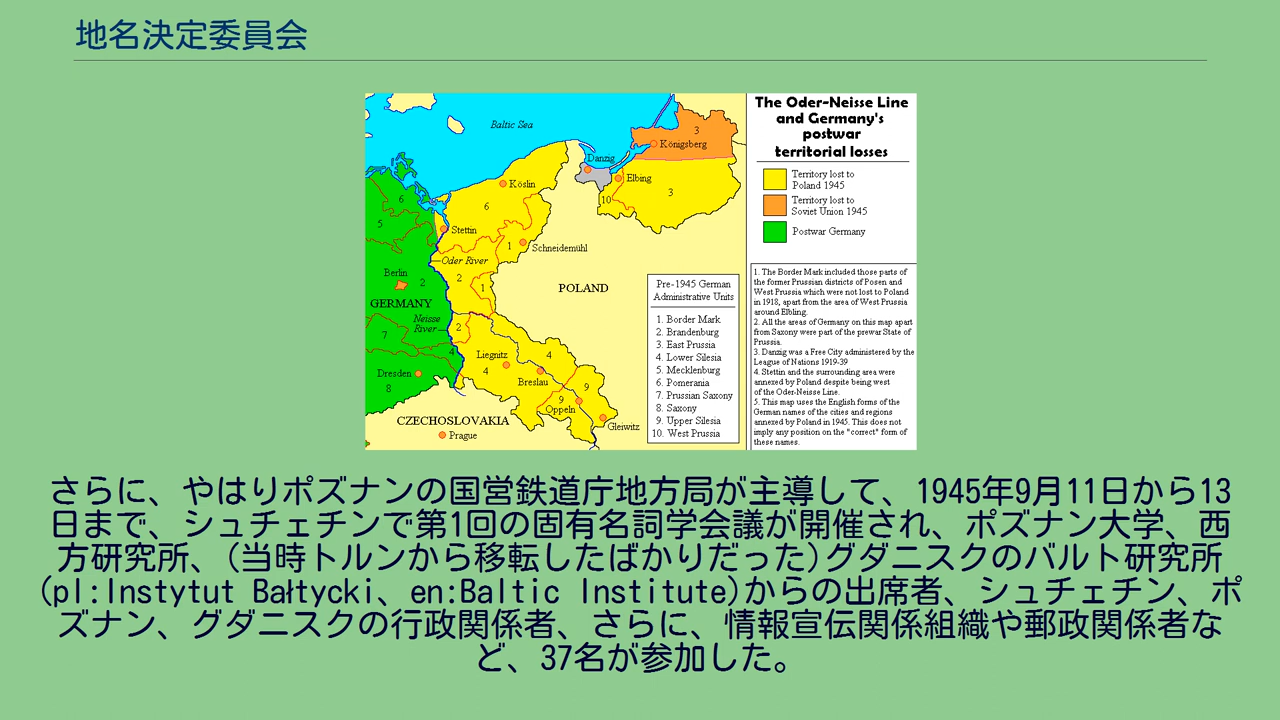 地名決定委員会
The Oder-Neisse Line
and Germany's
postwar
territorial losses
Territory lost to
Poland 1945
Territory lost to
Soviet Union 1945
Postwar Germany
Baltic Sea
3
Königsberg
Danzig
Elbing
3
10
Köslin
6
6
5
Stettin
1
Schneidemühl
Oder River
Berlin
2
2
1
POLAND
GERMANY
Neisse
River
2
7
4
Liegnitz
4
4
Dresden
8
Breslau
9
9
Oppeln
Gleiwitz
CZECHOSLOVAKIA
Prague
Pre-1945 German
Administrative Units
1. Border Mark
2. Brandenburg
3. East Prussia
4. Lower Silesia
5. Mecklenburg
6. Pomerania
7. Prussian Saxony
8. Saxony
9. Upper Silesia
10. West Prussia
1. The Border Mark included those parts of
the former Prussian districts of Posen and
West Prussia which were not lost to Poland
in 1918, apart from the area of West Prussia
around Elbing.
2. All the areas of Germany on this map apart
from Saxony were part of the prewar State of
Prussia.
3. Danzig was a Free City administered by the
League of Nations 1919-39
4. Stettin and the surrounding area were
annexed by Poland despite being west
of the Oder-Neisse Line.
5. This map uses the English forms of the
German names of the cities and regions
annexed by Poland in 1945. This does not
imply any position on the "correct" form of
these names.
さらに、やはりポズナンの国営鉄道庁地方局が主導して、1945年9月11日から13
日まで、シュチェチンで第1回の固有名詞学会議が開催され、ポズナン大学、西
方研究所、(当時トルンから移転したばかりだった)グダニスクのバルト研究所
(pl:Instytut Bałtycki、en:Baltic Institute)からの出席者、シュチェチン、ポ
ズナン、グダニスクの行政関係者、さらに、情報宣伝関係組織や郵政関係者な
ど、37名が参加した。